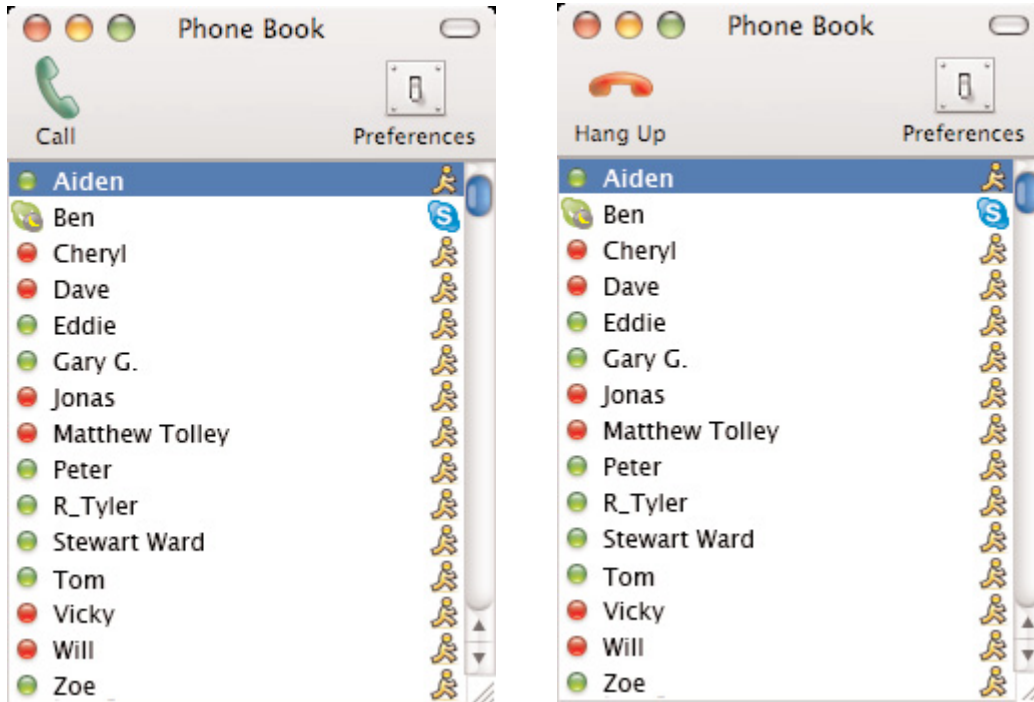 Phone Book
Call Preferences
Aiden
Ben
S
Cheryl
Dave
Eddie
Gary G.
Jonas
Matthew Tolley
Peter
R_Tyler
Stewart Ward
Tom
Vicky
Will
Zoe
Phone Book
Hang Up Preferences
Aiden
Ben
S
Cheryl
Dave
Eddie
Gary G.
Jonas
Matthew Tolley
Peter
R_Tyler
Stewart Ward
Tom
Vicky
Will
Zoe